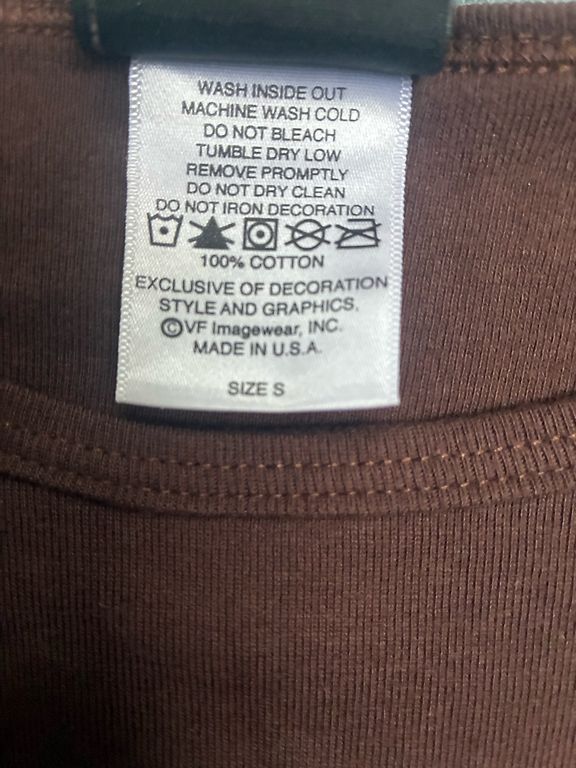 WASH INSIDE OUT
MACHINE WASH COLD
DO NOT BLEACH
TUMBLE DRY LOW
REMOVE PROMPTLY
DO NOT DRY CLEAN
DO NOT IRON DECORATION
100% COTTON
EXCLUSIVE OF DECORATION
STYLE AND GRAPHICS.
©VF Imagewear, INC.
MADE IN U.S.A.
SIZE S